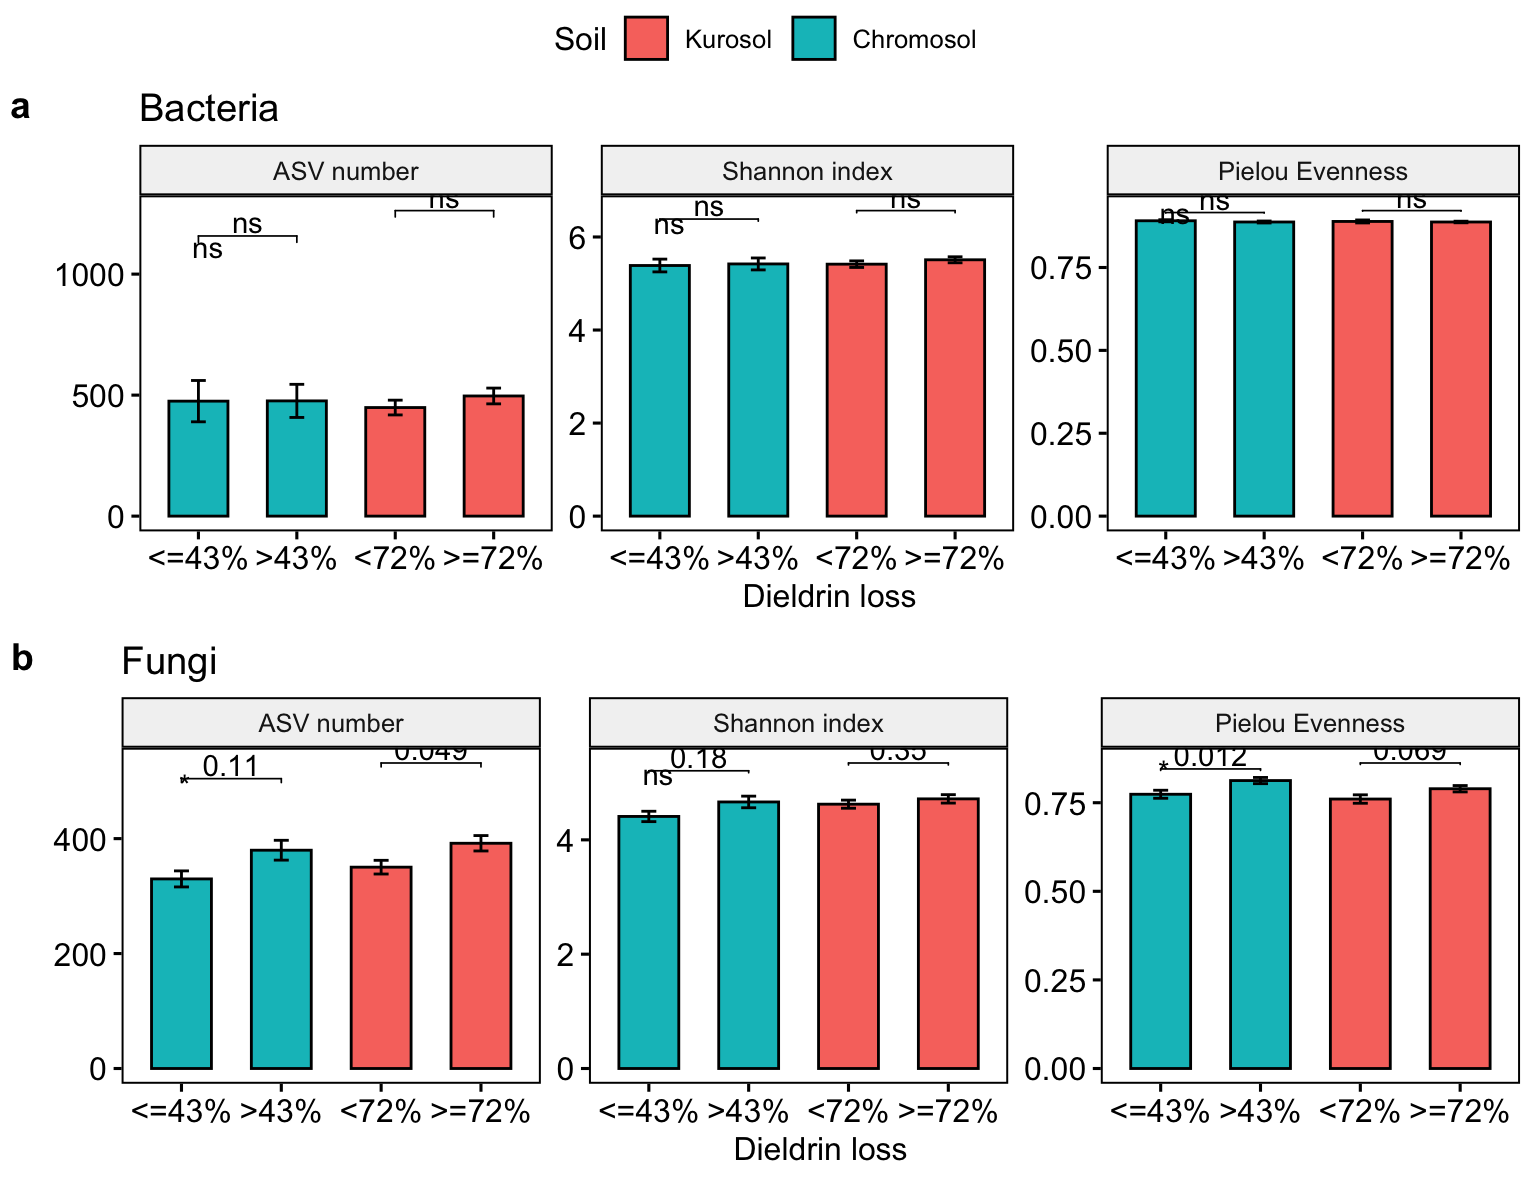 Soil Kurosol Chromosol
a Bacteria
ASV number Shannon index Pielou Evenness
ns ns ns ns ns ns
ns ns ns
1000 500 0
6 4 2 0
0.75 0.50 0.25 0.00
<=43% >43% <72% >=72% <=43% >43% <72% >=72% <=43% >43% <72% >=72%
Dieldrin loss
b Fungi
ASV number Shannon index Pielou Evenness
0.11 0.049 0.18 0.35 0.012 0.069
* ns *
400 200 0
4 2 0
0.75 0.50 0.25 0.00
<=43% >43% <72% >=72% <=43% >43% <72% >=72% <=43% >43% <72% >=72%
Dieldrin loss